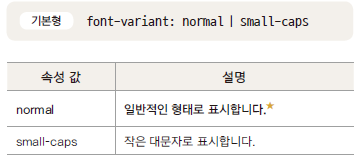 기본형 font-variant: normal | small-caps
속성 값 설명
normal 일반적인 형태로 표시합니다.★
small-caps 작은 대문자로 표시합니다.